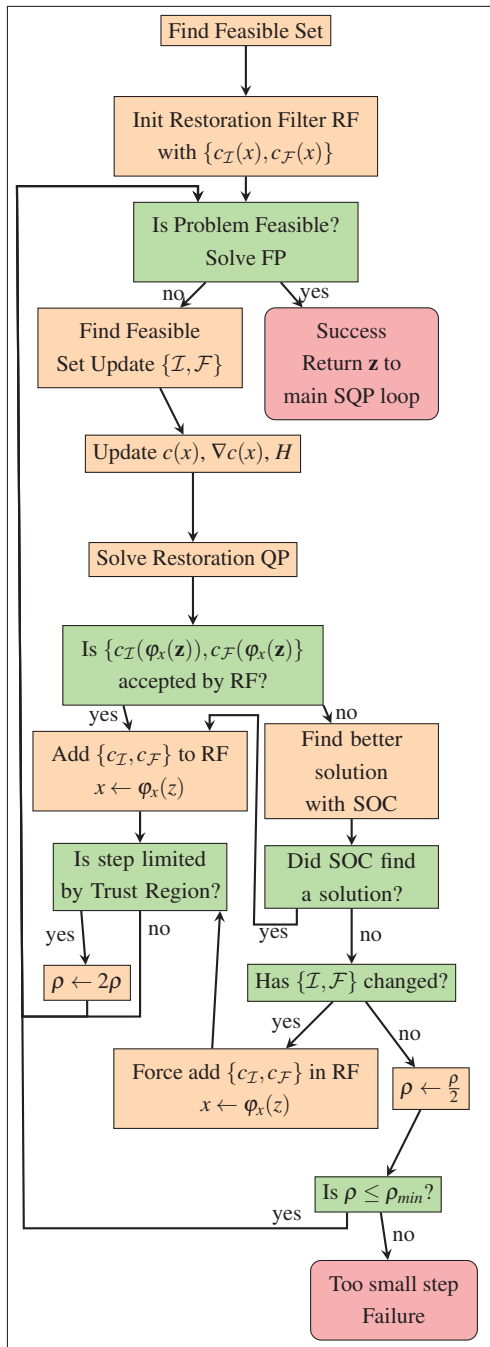 Find Feasible Set
Init Restoration Filter RF
with {c_ℐ(x), c_ℱ(x)}
Is Problem Feasible?
Solve FP
no
yes
Find Feasible
Set Update {ℐ, ℱ}
Success
Return z to
main SQP loop
Update c(x), ∇c(x), H
Solve Restoration QP
Is {c_ℐ(φ_x(z)), c_ℱ(φ_x(z)}
accepted by RF?
yes
no
Add {c_ℐ, c_ℱ} to RF
x ← φ_x(z)
Find better
solution
with SOC
Is step limited
by Trust Region?
Did SOC find
a solution?
yes
no
yes
no
ρ ← 2ρ
Has {ℐ, ℱ} changed?
yes
no
Force add {c_ℐ, c_ℱ} in RF
x ← φ_x(z)
ρ ← ρ/2
Is ρ ≤ ρ_min?
yes
no
Too small step
Failure